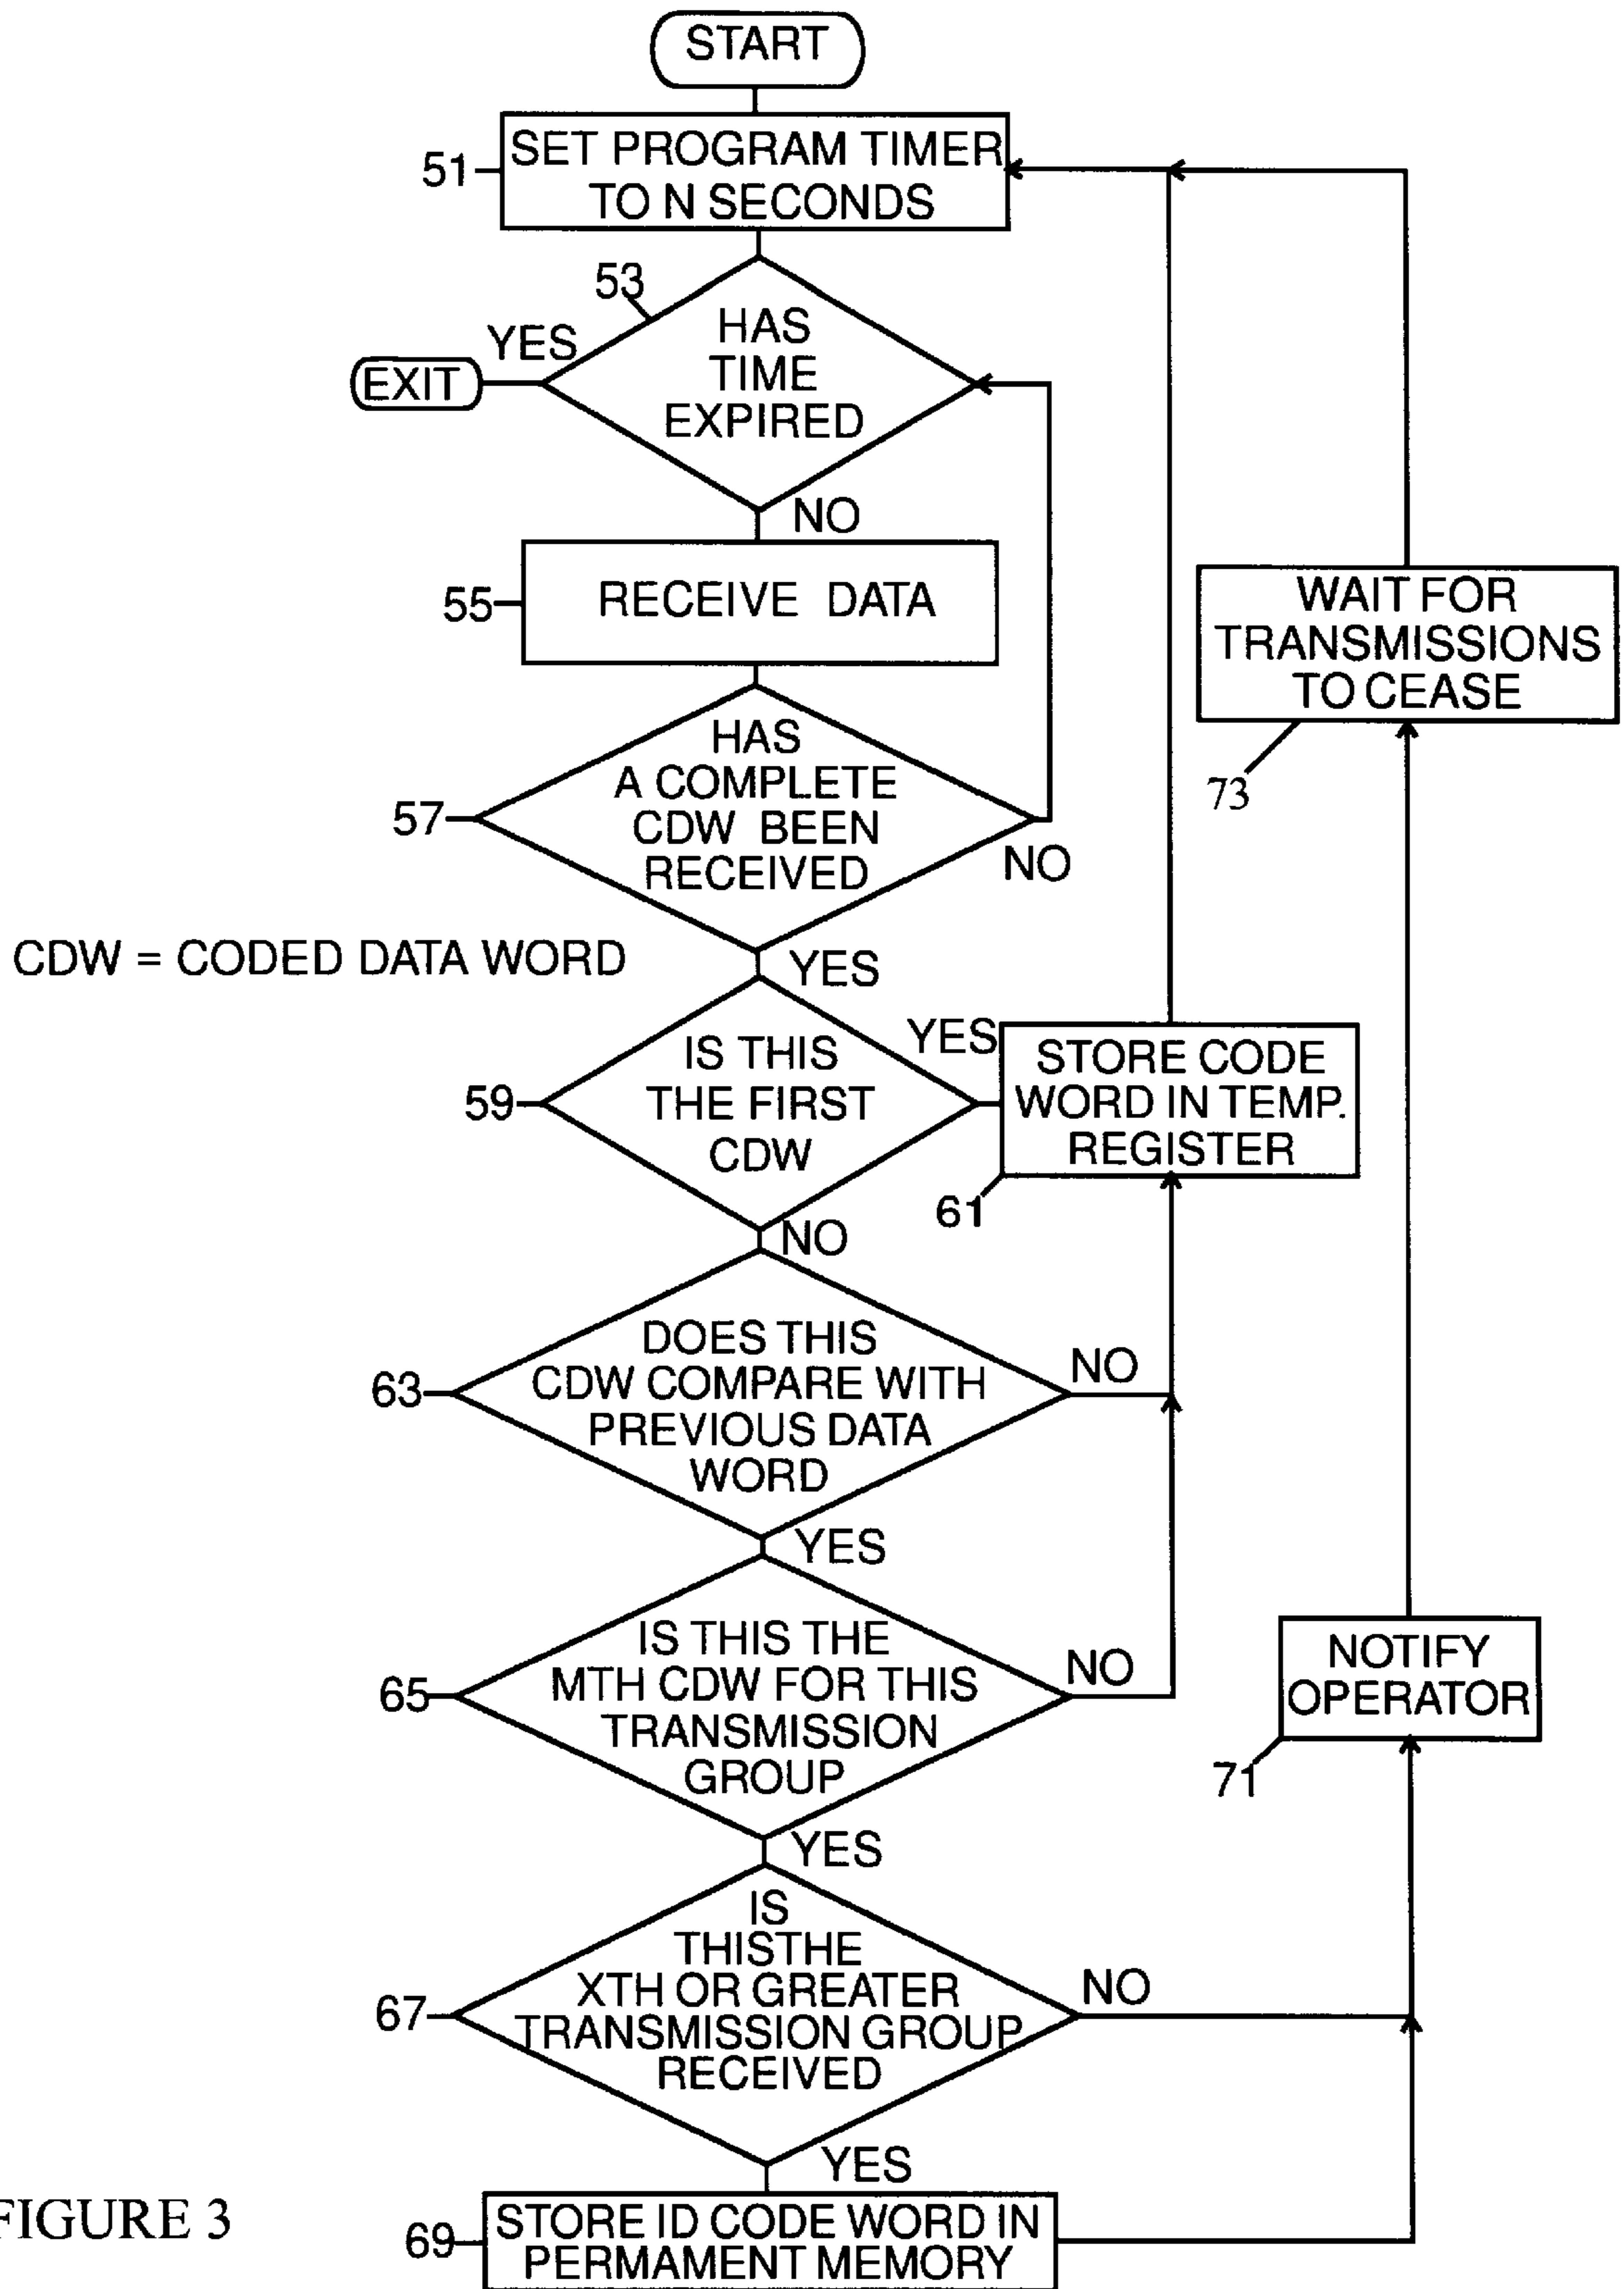 START
51
SET PROGRAM TIMER
TO N SECONDS
53
YES
EXIT
HAS
TIME
EXPIRED
NO
55
RECEIVE DATA
WAIT FOR
TRANSMISSIONS
TO CEASE
73
57
HAS
A COMPLETE
CDW BEEN
RECEIVED
NO
CDW = CODED DATA WORD
YES
59
IS THIS
THE FIRST
CDW
YES
STORE CODE
WORD IN TEMP.
REGISTER
61
NO
63
DOES THIS
CDW COMPARE WITH
PREVIOUS DATA
WORD
NO
YES
65
IS THIS THE
MTH CDW FOR THIS
TRANSMISSION
GROUP
NO
NOTIFY
OPERATOR
71
YES
67
IS
THISTHE
XTH OR GREATER
TRANSMISSION GROUP
RECEIVED
NO
YES
69
STORE ID CODE WORD IN
PERMAMENT MEMORY
FIGURE 3